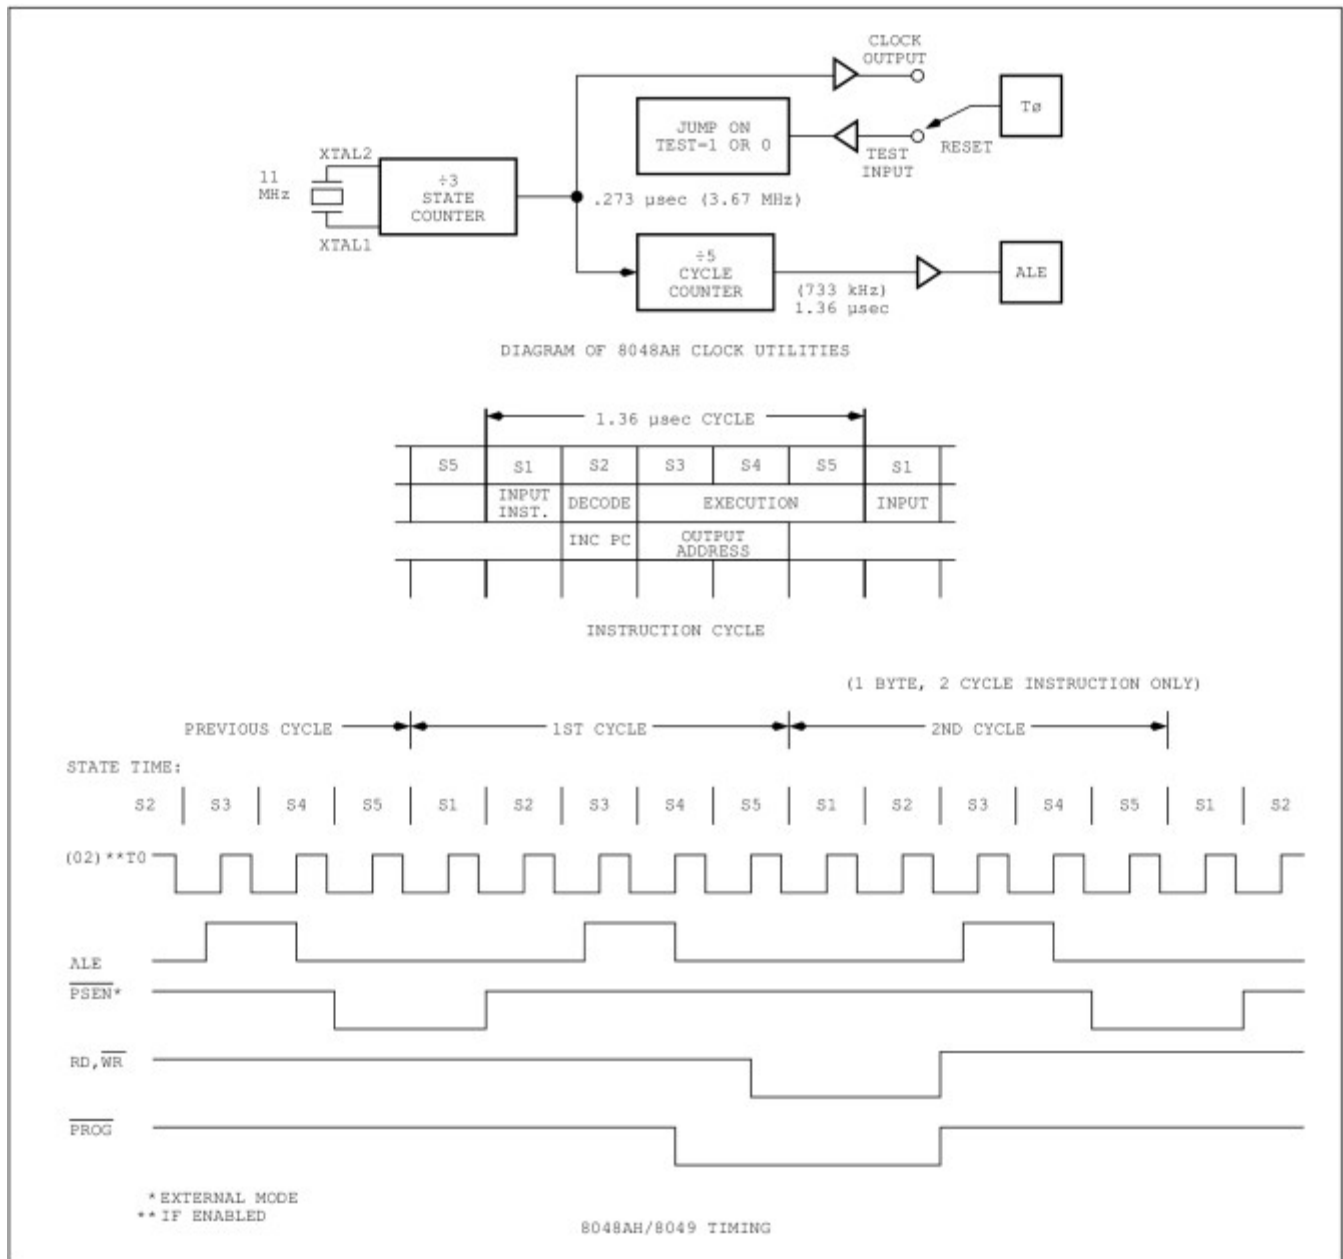 CLOCK
OUTPUT
JUMP ON
TEST=1 OR 0
TEST
INPUT
RESET
Tø
11
MHz
XTAL2
XTAL1
÷3
STATE
COUNTER
.273 µsec (3.67 MHz)
÷5
CYCLE
COUNTER
(733 kHz)
1.36 µsec
ALE
DIAGRAM OF 8048AH CLOCK UTILITIES
1.36 µsec CYCLE
S5 S1 S2 S3 S4 S5 S1
INPUT
INST.
DECODE EXECUTION INPUT
INC PC
OUTPUT
ADDRESS
INSTRUCTION CYCLE
(1 BYTE, 2 CYCLE INSTRUCTION ONLY)
PREVIOUS CYCLE 1ST CYCLE 2ND CYCLE
STATE TIME:
S2 S3 S4 S5 S1 S2 S3 S4 S5 S1 S2 S3 S4 S5 S1 S2
(02) **T0
ALE
PSEN*
RD,WR
PROG
*EXTERNAL MODE
** IF ENABLED
8048AH/8049 TIMING